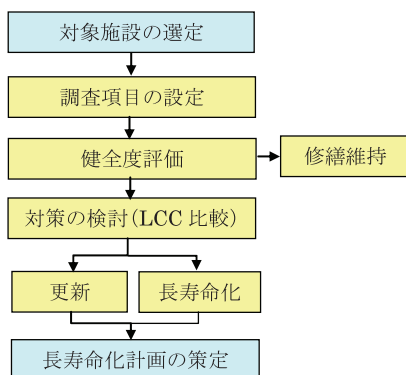 対象施設の選定
調査項目の設定
健全度評価
修繕維持
対策の検討(LCC 比較)
更新
長寿命化
長寿命化計画の策定